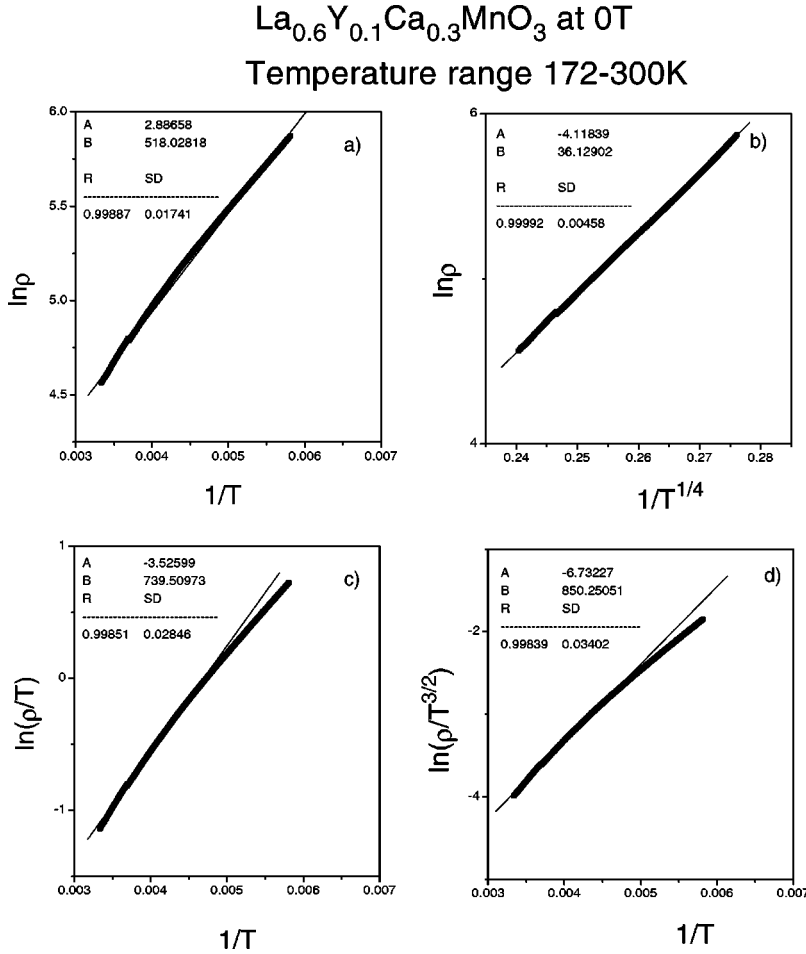 La0.6Y0.1Ca0.3MnO3 at 0T
Temperature range 172-300K
6.0
A 2.88658
B 518.02818
R SD
------------------------------
0.99887 0.01741
a)
5.5
lnρ
5.0
4.5
0.003 0.004 0.005 0.006 0.007
1/T
6
A -4.11839
B 36.12902
R SD
------------------------------
0.99992 0.00458
b)
lnρ
4
0.24 0.25 0.26 0.27 0.28
1/T1/4
1
A -3.52599
B 739.50973
R SD
------------------------------
0.99851 0.02846
c)
ln(ρ/T)
0
-1
0.003 0.004 0.005 0.006 0.007
1/T
A -6.73227
B 850.25051
R SD
------------------------------
0.99839 0.03402
d)
-2
ln(ρ/T3/2)
-4
0.003 0.004 0.005 0.006 0.007
1/T